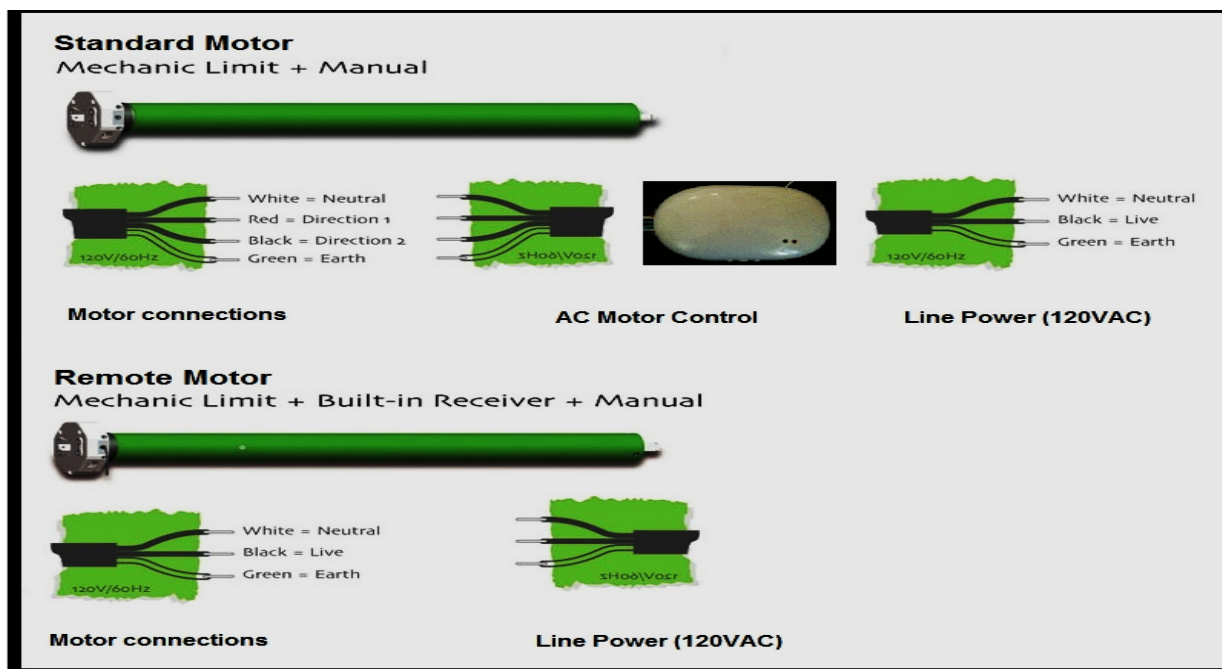 Standard Motor
Mechanic Limit + Manual
White = Neutral
Red = Direction 1
Black = Direction 2
Green = Earth
120V/60Hz
120V/60Hz
White = Neutral
Black = Live
Green = Earth
120V/60Hz
Motor connections
AC Motor Control
Line Power (120VAC)
Remote Motor
Mechanic Limit + Built-in Receiver + Manual
White = Neutral
Black = Live
Green = Earth
120V/60Hz
120V/60Hz
Motor connections
Line Power (120VAC)